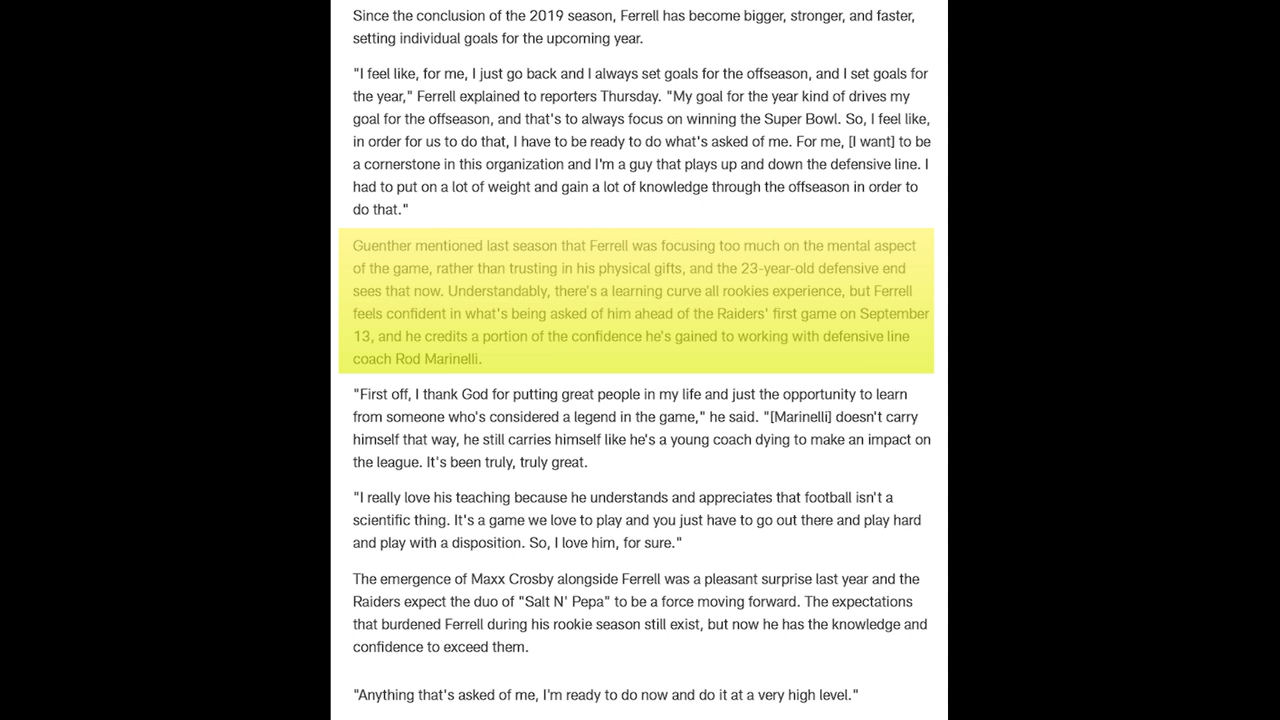 Since the conclusion of the 2019 season, Ferrell has become bigger, stronger, and faster,
setting individual goals for the upcoming year.
"I feel like, for me, I just go back and I always set goals for the offseason, and I set goals for
the year," Ferrell explained to reporters Thursday. "My goal for the year kind of drives my
goal for the offseason, and that's to always focus on winning the Super Bowl. So, I feel like,
in order for us to do that, I have to be ready to do what's asked of me. For me, [I want] to be
a cornerstone in this organization and I'm a guy that plays up and down the defensive line. I
had to put on a lot of weight and gain a lot of knowledge through the offseason in order to
do that."
Guenther mentioned last season that Ferrell was focusing too much on the mental aspect
of the game, rather than trusting in his physical gifts, and the 23-year-old defensive end
sees that now. Understandably, there's a learning curve all rookies experience, but Ferrell
feels confident in what's being asked of him ahead of the Raiders' first game on September
13, and he credits a portion of the confidence he's gained to working with defensive line
coach Rod Marinelli.
"First off, I thank God for putting great people in my life and just the opportunity to learn
from someone who's considered a legend in the game," he said. "[Marinelli] doesn't carry
himself that way, he still carries himself like he's a young coach dying to make an impact on
the league. It's been truly, truly great.
"I really love his teaching because he understands and appreciates that football isn't a
scientific thing. It's a game we love to play and you just have to go out there and play hard
and play with a disposition. So, I love him, for sure."
The emergence of Maxx Crosby alongside Ferrell was a pleasant surprise last year and the
Raiders expect the duo of "Salt N' Pepa" to be a force moving forward. The expectations
that burdened Ferrell during his rookie season still exist, but now he has the knowledge and
confidence to exceed them.
"Anything that's asked of me, I'm ready to do now and do it at a very high level."